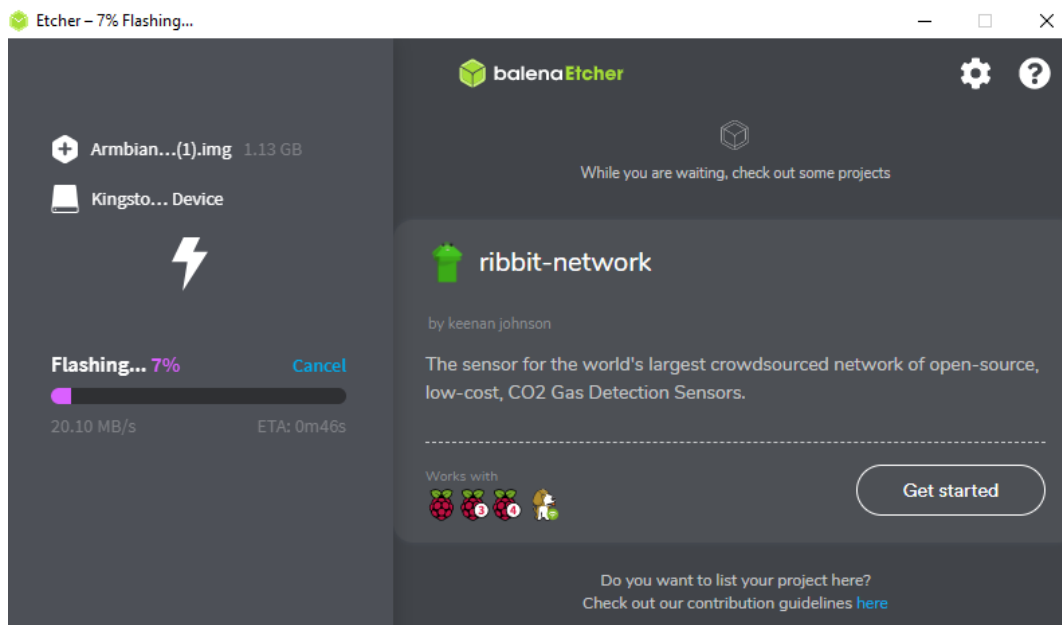 Etcher – 7% Flashing...
balenaEtcher
Armbian...(1).img 1.13 GB
Kingsto... Device
Flashing... 7% Cancel
20.10 MB/s ETA: 0m46s
While you are waiting, check out some projects
ribbit-network
by keenan johnson
The sensor for the world's largest crowdsourced network of open-source,
low-cost, CO2 Gas Detection Sensors.
Works with
3 4
Get started
Do you want to list your project here?
Check out our contribution guidelines here